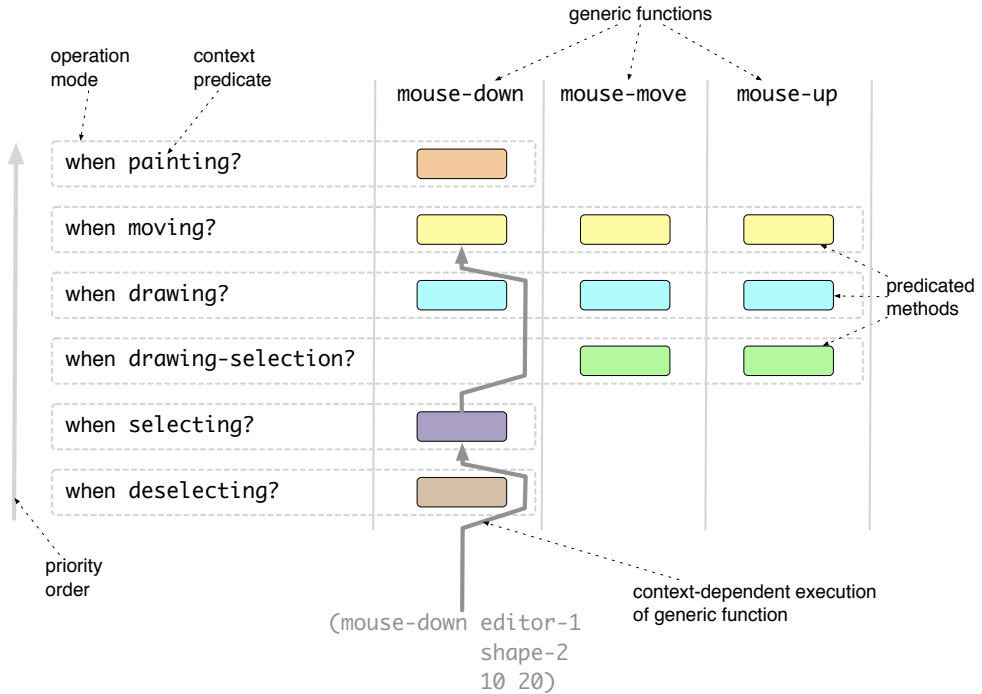 generic functions
operation
mode
context
predicate
mouse-down mouse-move mouse-up
when painting?
when moving?
when drawing?
predicated
methods
when drawing-selection?
when selecting?
when deselecting?
priority
order
context-dependent execution
of generic function
(mouse-down editor-1
shape-2
10 20)